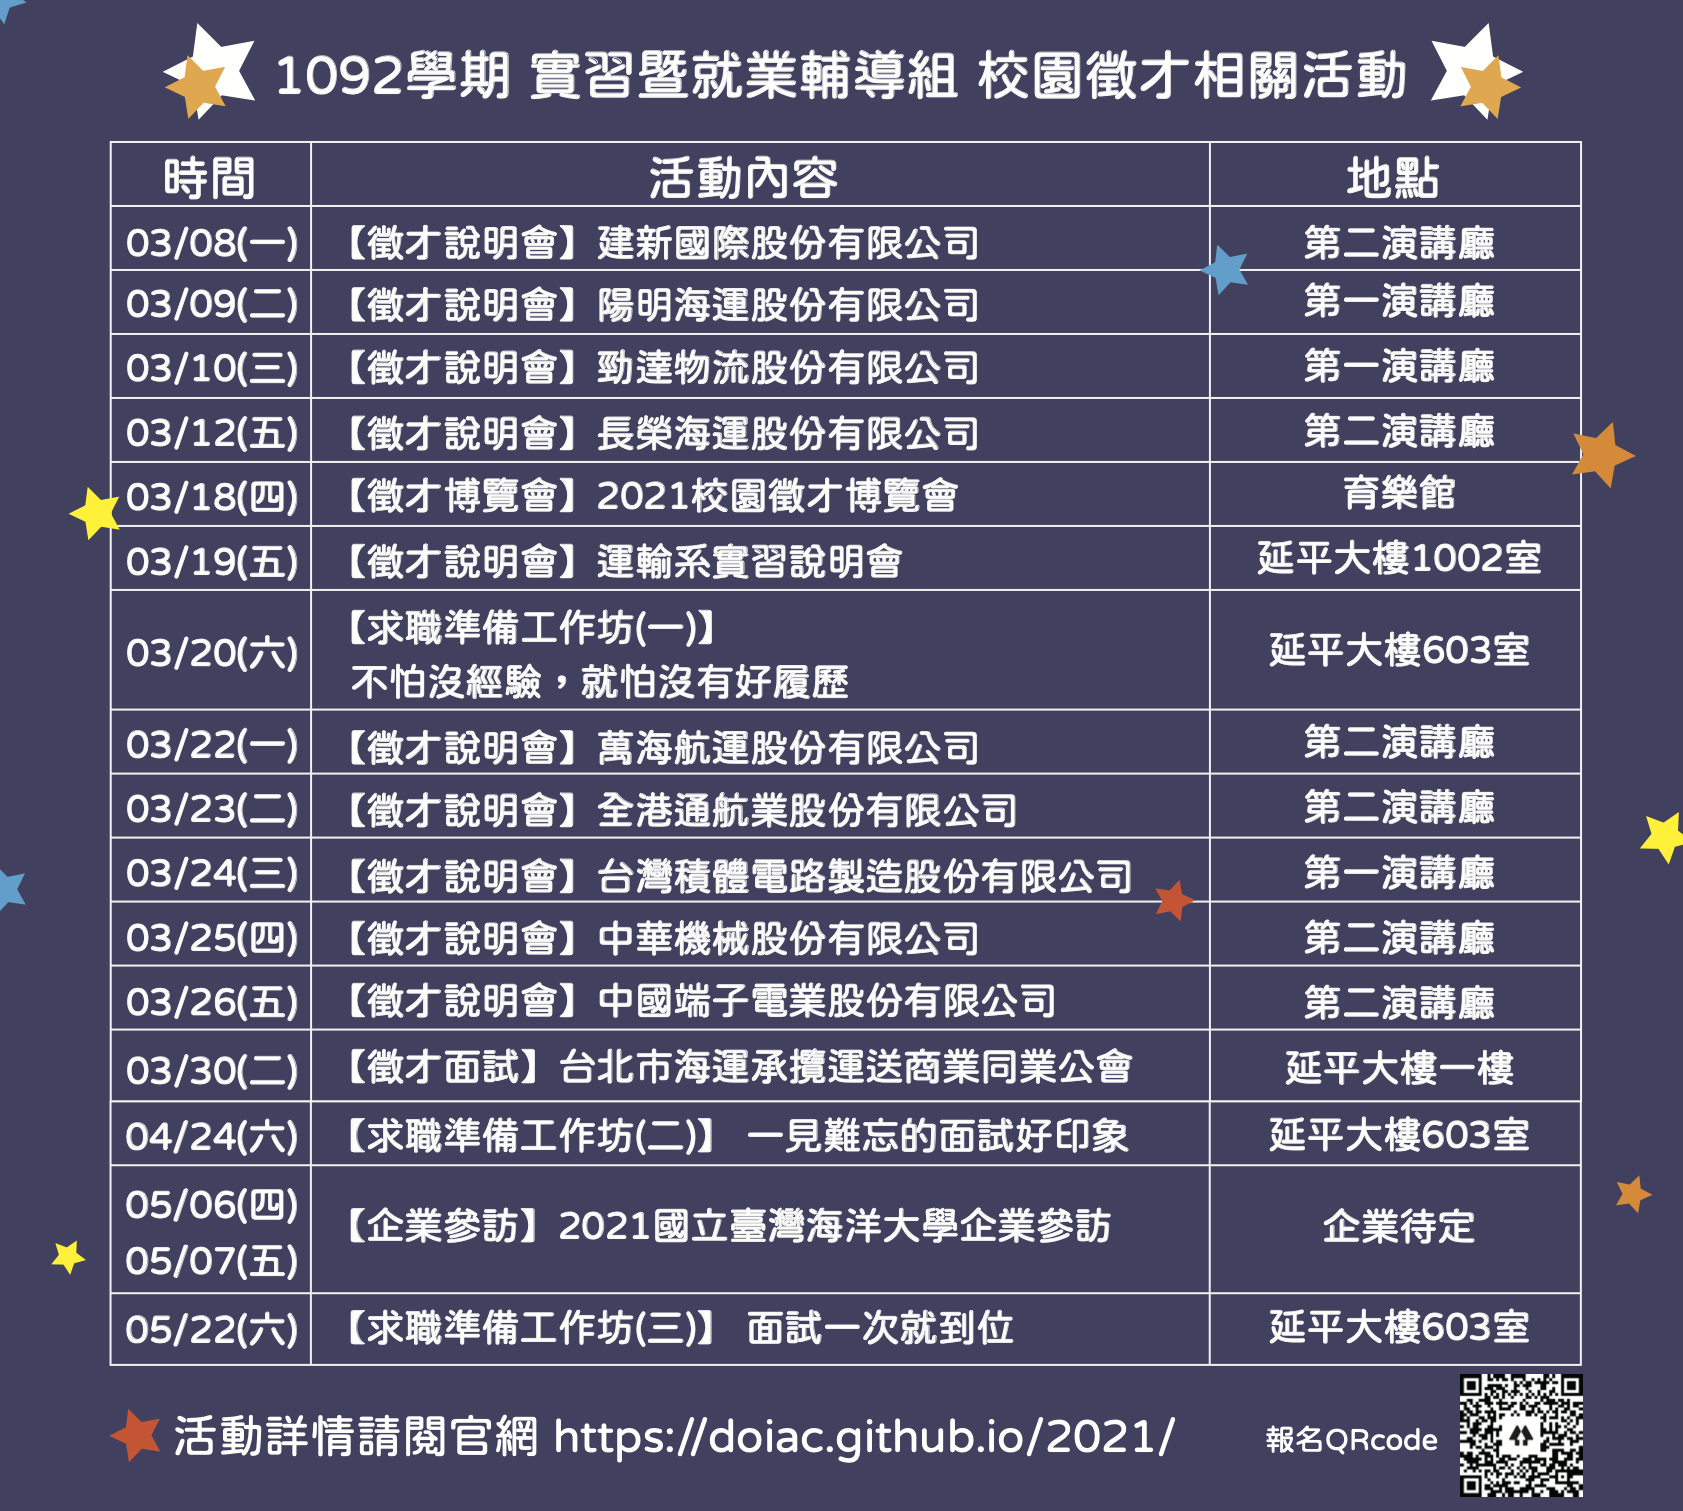 1092學期 實習暨就業輔導組 校園徵才相關活動
時間 活動內容 地點
03/08(一) 【徵才說明會】建新國際股份有限公司 第二演講廳
03/09(二) 【徵才說明會】陽明海運股份有限公司 第一演講廳
03/10(三) 【徵才說明會】勁達物流股份有限公司 第一演講廳
03/12(五) 【徵才說明會】長榮海運股份有限公司 第二演講廳
03/18(四) 【徵才博覽會】2021校園徵才博覽會 育樂館
03/19(五) 【徵才說明會】運輸系實習說明會 延平大樓1002室
03/20(六) 【求職準備工作坊(一)】
不怕沒經驗，就怕沒有好履歷 延平大樓603室
03/22(一) 【徵才說明會】萬海航運股份有限公司 第二演講廳
03/23(二) 【徵才說明會】全港通航業股份有限公司 第二演講廳
03/24(三) 【徵才說明會】台灣積體電路製造股份有限公司 第一演講廳
03/25(四) 【徵才說明會】中華機械股份有限公司 第二演講廳
03/26(五) 【徵才說明會】中國端子電業股份有限公司 第二演講廳
03/30(二) 【徵才面試】台北市海運承攬運送商業同業公會 延平大樓一樓
04/24(六) 【求職準備工作坊(二)】 一見難忘的面試好印象 延平大樓603室
05/06(四)
05/07(五) 【企業參訪】2021國立臺灣海洋大學企業參訪 企業待定
05/22(六) 【求職準備工作坊(三)】 面試一次就到位 延平大樓603室
活動詳情請閱官網 https://doiac.github.io/2021/ 報名QRcode